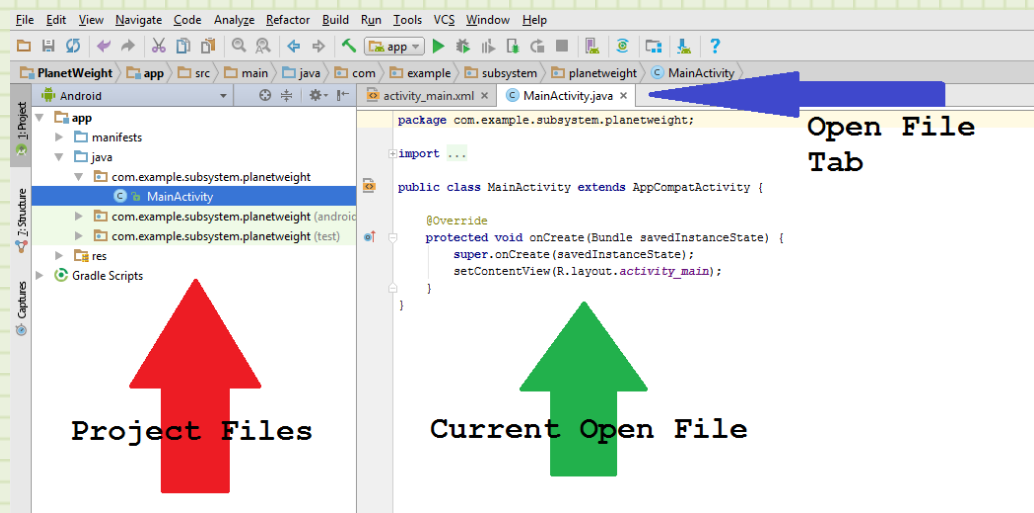 File Edit View Navigate Code Analyze Refactor Build Run Tools VCS Window Help
app
PlanetWeight app src main java com example subsystem planetweight MainActivity
Android
activity_main.xml × MainActivity.java ×
1: Project
7: Structure
Captures
app
manifests
java
com.example.subsystem.planetweight
MainActivity
com.example.subsystem.planetweight (androic
com.example.subsystem.planetweight (test)
res
Gradle Scripts
package com.example.subsystem.planetweight;
import ...
public class MainActivity extends AppCompatActivity {
@Override
protected void onCreate(Bundle savedInstanceState) {
super.onCreate(savedInstanceState);
setContentView(R.layout.activity_main);
}
}
Open File
Tab
Project Files
Current Open File